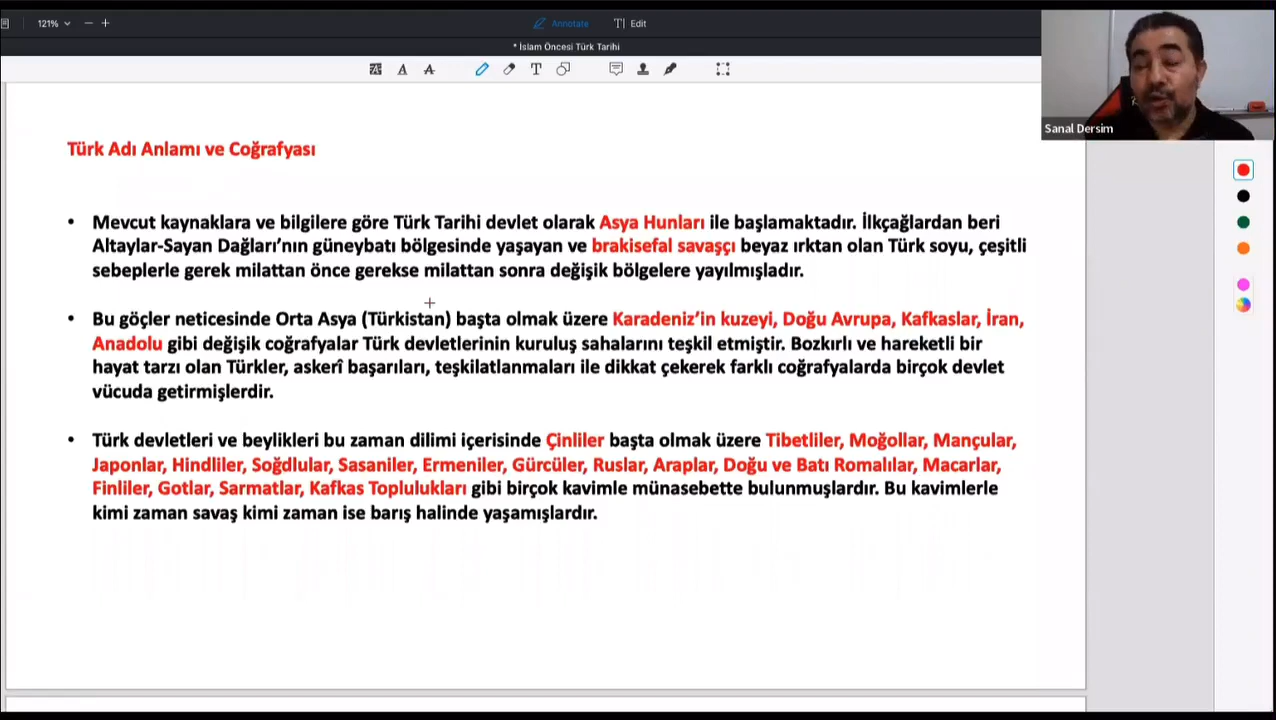 121%
Annotate
Edit
* İslam Öncesi Türk Tarihi
Sanal Dersim
Türk Adı Anlamı ve Coğrafyası
• Mevcut kaynaklara ve bilgilere göre Türk Tarihi devlet olarak Asya Hunları ile başlamaktadır. İlkçağlardan beri
Altaylar-Sayan Dağları’nın güneybatı bölgesinde yaşayan ve brakisefal savaşçı beyaz ırktan olan Türk soyu, çeşitli
sebeplerle gerek milattan önce gerekse milattan sonra değişik bölgelere yayılmışladır.
• Bu göçler neticesinde Orta Asya (Türkistan) başta olmak üzere Karadeniz’in kuzeyi, Doğu Avrupa, Kafkaslar, İran,
Anadolu gibi değişik coğrafyalar Türk devletlerinin kuruluş sahalarını teşkil etmiştir. Bozkırlı ve hareketli bir
hayat tarzı olan Türkler, askerî başarıları, teşkilatlanmaları ile dikkat çekerek farklı coğrafyalarda birçok devlet
vücuda getirmişlerdir.
• Türk devletleri ve beylikleri bu zaman dilimi içerisinde Çinliler başta olmak üzere Tibetliler, Moğollar, Mançular,
Japonlar, Hindliler, Soğdlular, Sasaniler, Ermeniler, Gürcüler, Ruslar, Araplar, Doğu ve Batı Romalılar, Macarlar,
Finliler, Gotlar, Sarmatlar, Kafkas Toplulukları gibi birçok kavimle münasebette bulunmuşlardır. Bu kavimlerle
kimi zaman savaş kimi zaman ise barış halinde yaşamışlardır.